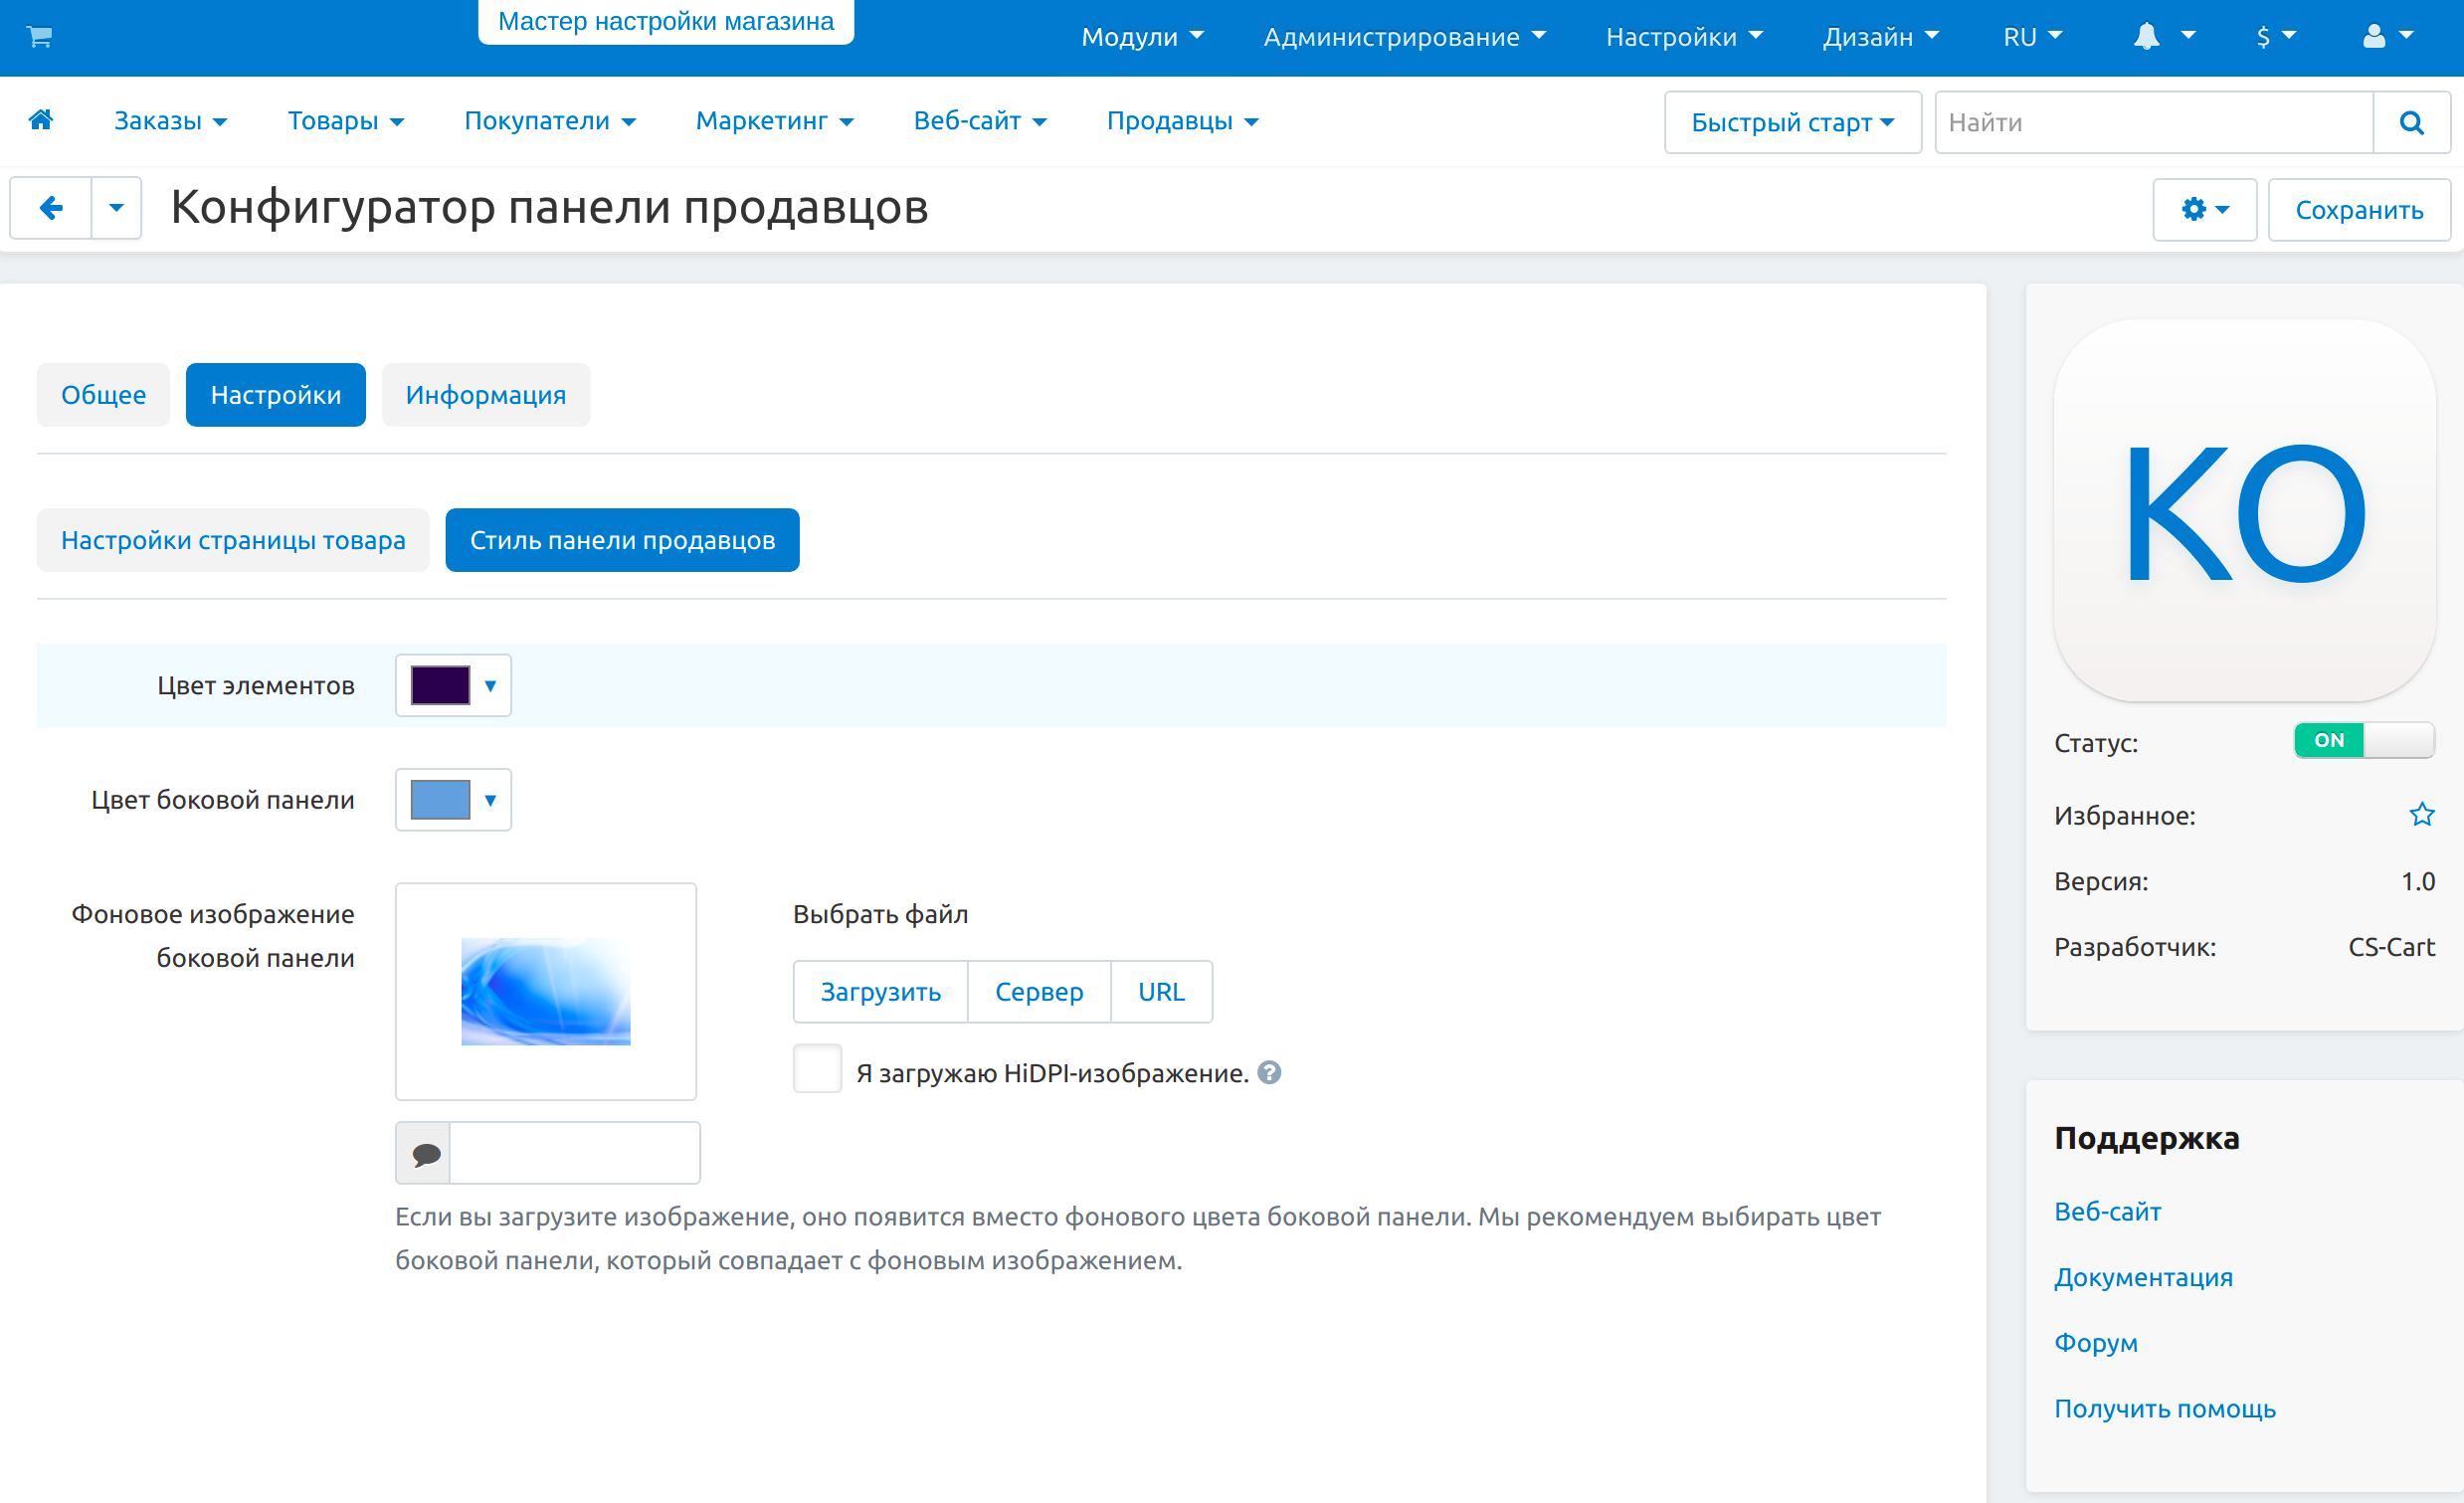 Мастер настройки магазина
Модули Администрирование Настройки Дизайн RU $
Заказы Товары Покупатели Маркетинг Веб-сайт Продавцы Быстрый старт Найти
Конфигуратор панели продавцов Сохранить
Общее Настройки Информация
Настройки страницы товара Стиль панели продавцов
Цвет элементов
Цвет боковой панели
Фоновое изображение
боковой панели
Выбрать файл
Загрузить Сервер URL
Я загружаю HiDPI-изображение. ?
Если вы загрузите изображение, оно появится вместо фонового цвета боковой панели. Мы рекомендуем выбирать цвет
боковой панели, который совпадает с фоновым изображением.
КО
Статус: ON
Избранное:
Версия: 1.0
Разработчик: CS-Cart
Поддержка
Веб-сайт
Документация
Форум
Получить помощь